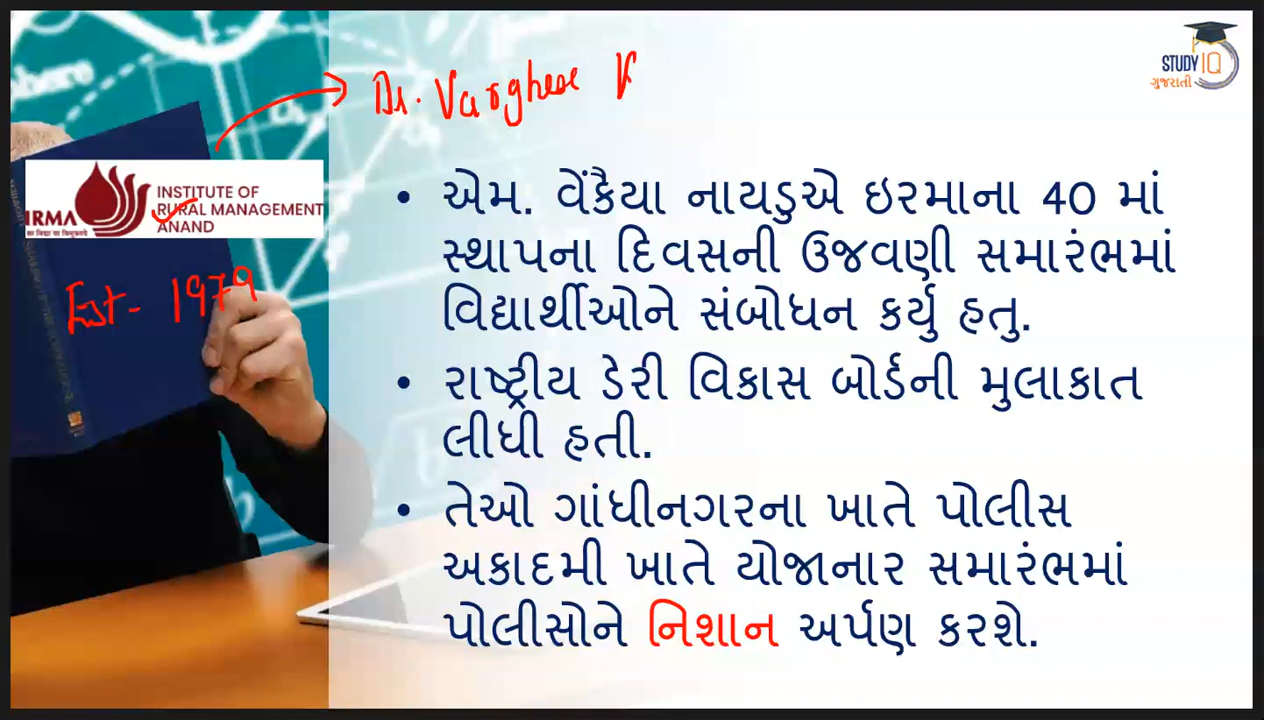 STUDY IQ
ગુજરાતી
Dr. Varghese K
IRMA
INSTITUTE OF
RURAL MANAGEMENT
ANAND
Est - 1979
• એમ. વેંકૈયા નાયડુએ ઇરમાના 40 માં
સ્થાપના દિવસની ઉજવણી સમારંભમાં
વિદ્યાર્થીઓને સંબોધન કર્યુ હતુ.
• રાષ્ટ્રીય ડેરી વિકાસ બોર્ડની મુલાકાત
લીધી હતી.
• તેઓ ગાંધીનગરના ખાતે પોલીસ
અકાદમી ખાતે યોજાનાર સમારંભમાં
પોલીસોને નિશાન અર્પણ કરશે.